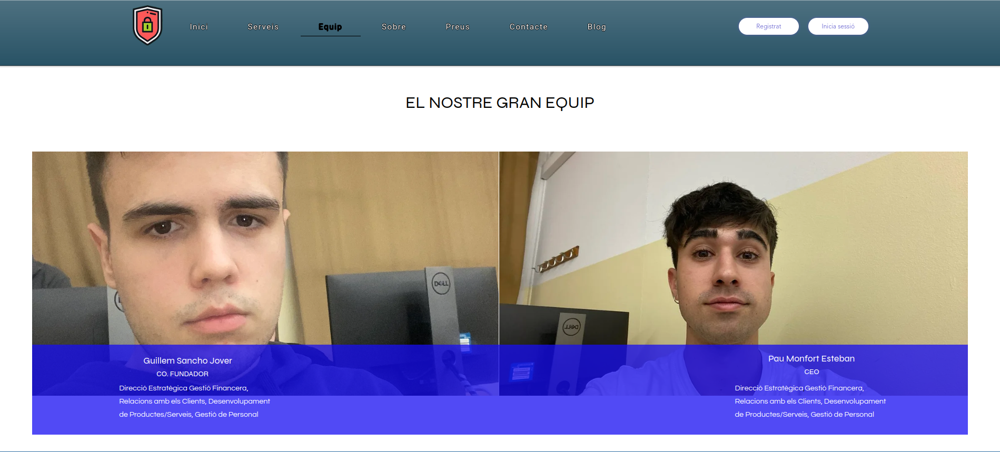 Inici
Serveis
Equip
Sobre
Preus
Contacte
Blog
Registrat
Inicia sessió
EL NOSTRE GRAN EQUIP
DELL
DELL
Guillem Sancho Jover
CO. FUNDADOR
Direcció Estratègica Gestió Financera,
Relacions amb els Clients, Desenvolupament
de Productes/Serveis, Gestió de Personal
Pau Monfort Esteban
CEO
Direcció Estratègica Gestió Financera,
Relacions amb els Clients, Desenvolupament
de Productes/Serveis, Gestió de Personal